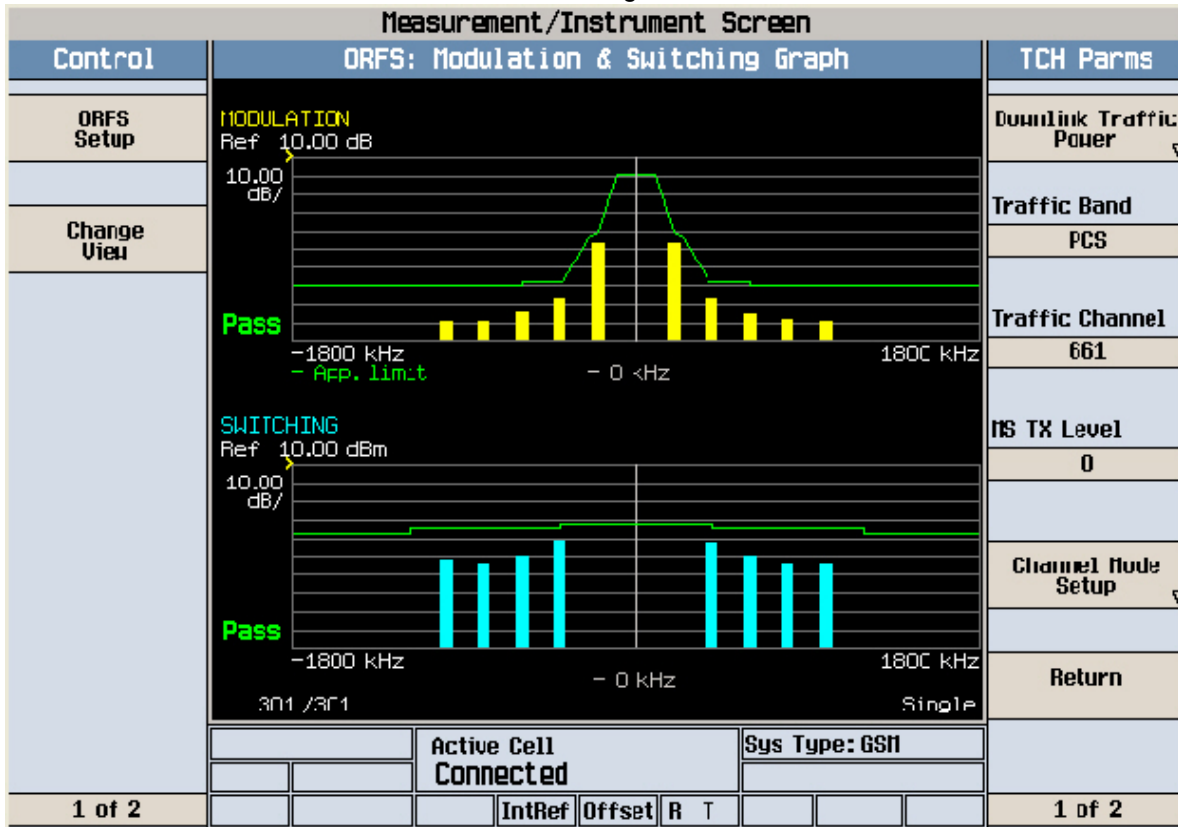 Measurement/Instrument Screen
Control
ORFS: Modulation & Switching Graph
TCH Parms
ORFS
Setup
Change
View
MODULATION
Ref 10.00 dB
10.00
dB/
Pass
-1800 kHz
1800 kHz
- App. limit
- 0 kHz
SWITCHING
Ref 10.00 dBm
10.00
dB/
Pass
-1800 kHz
1800 kHz
- 0 kHz
301 /301
Single
Downlink Traffic
Power
Traffic Band
PCS
Traffic Channel
661
MS TX Level
0
Channel Mode
Setup
Return
Active Cell
Connected
Sys Type: GSM
IntRef
Offset
R T
1 of 2
1 of 2